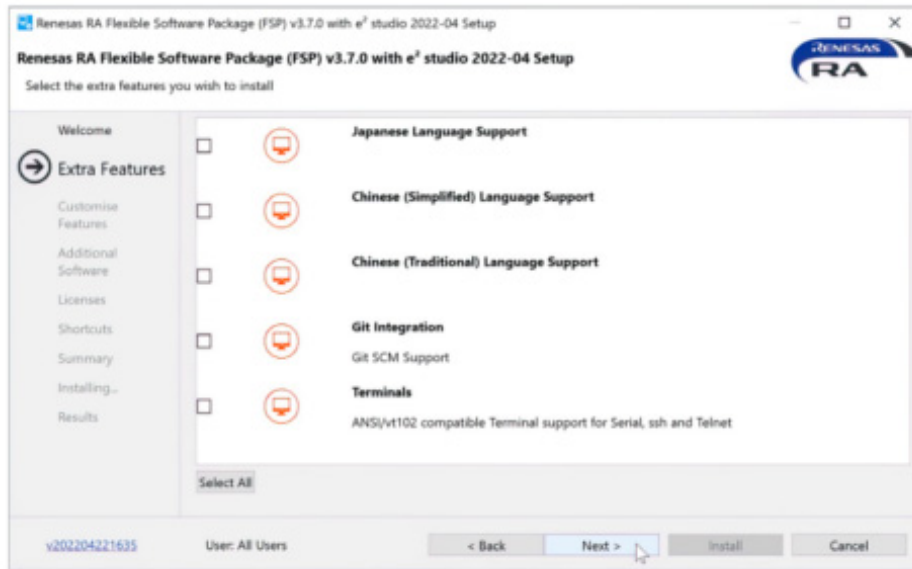 Renesas RA Flexible Software Package (FSP) v3.7.0 with e² studio 2022-04 Setup
Renesas RA Flexible Software Package (FSP) v3.7.0 with e² studio 2022-04 Setup
Select the extra features you wish to install
RENESAS
RA
Welcome
Extra Features
Customise
Features
Additional
Software
Licenses
Shortcuts
Summary
Installing...
Results
Japanese Language Support
Chinese (Simplified) Language Support
Chinese (Traditional) Language Support
Git Integration
Git SCM Support
Terminals
ANSI/vt102 compatible Terminal support for Serial, ssh and Telnet
Select All
v202204221635
User: All Users
< Back
Next >
Install
Cancel